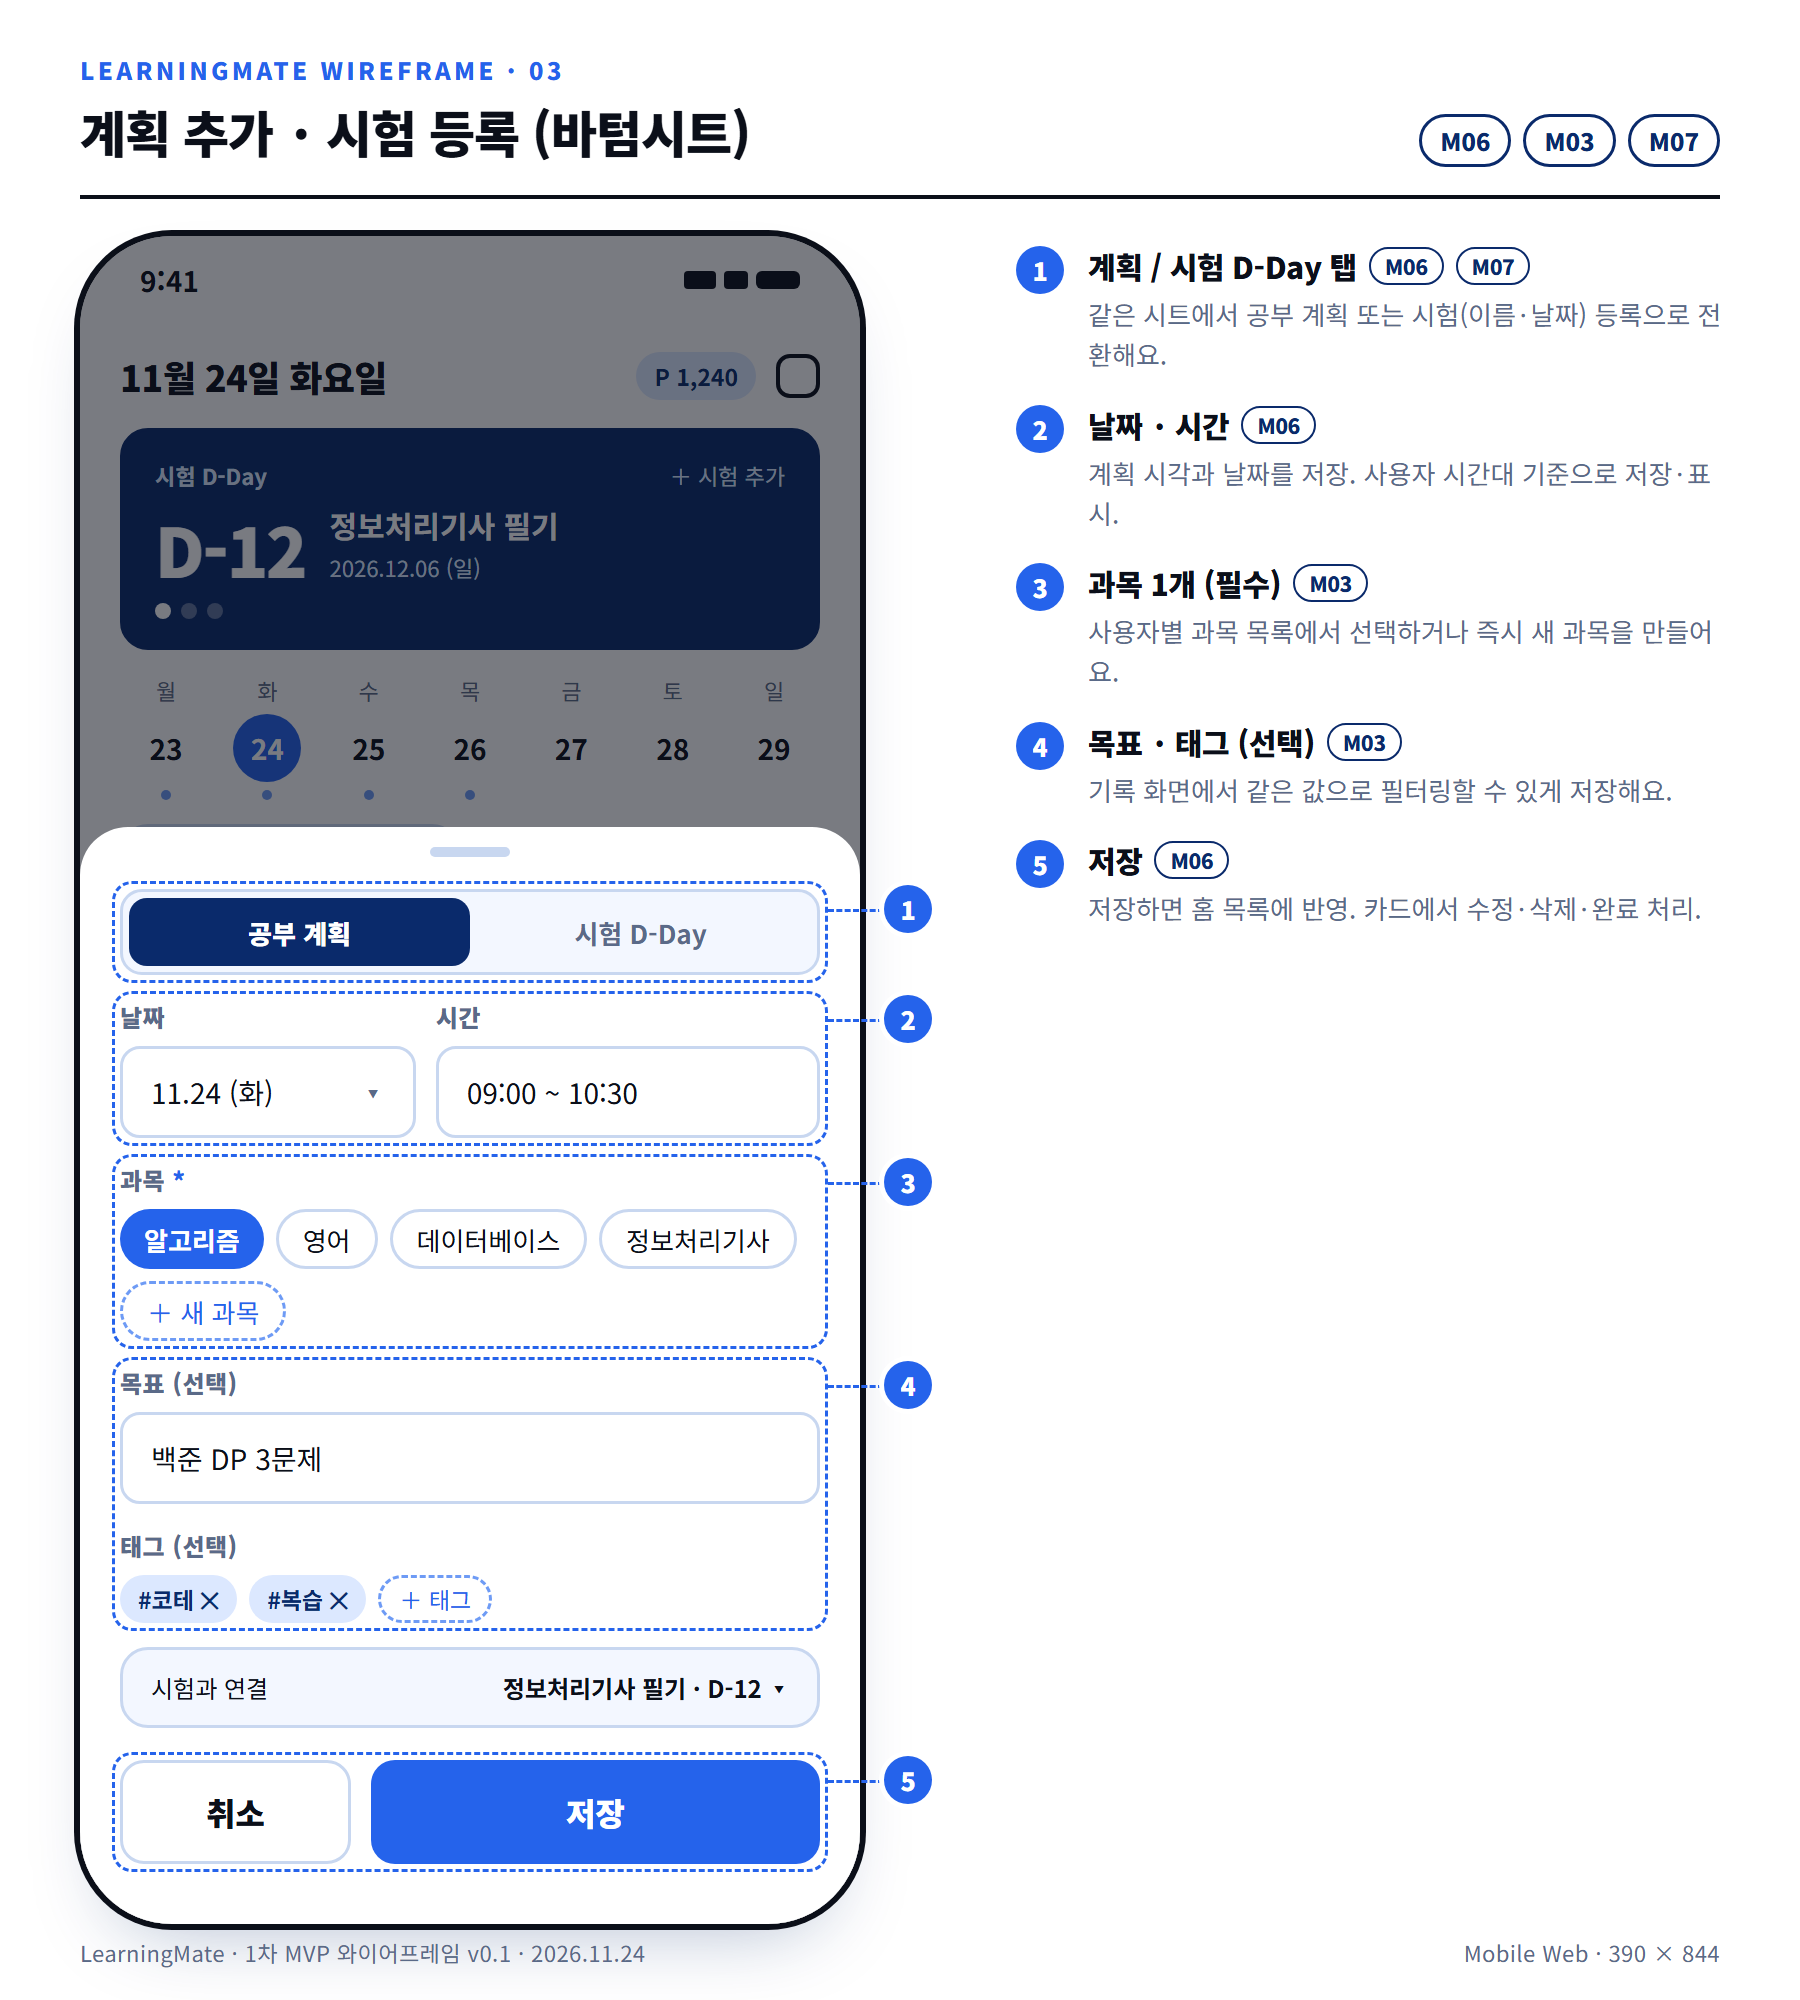 LEARNINGMATE WIREFRAME · 03
계획 추가 · 시험 등록 (바텀시트)
M06 M03 M07
9:41
11월 24일 화요일
P 1,240
시험 D-Day
+ 시험 추가
D-12
정보처리기사 필기
2026.12.06 (일)
월 화 수 목 금 토 일
23 24 25 26 27 28 29
공부 계획
시험 D-Day
1
날짜
시간
2
11.24 (화) ▾
09:00 ~ 10:30
과목 *
3
알고리즘 영어 데이터베이스 정보처리기사
+ 새 과목
목표 (선택)
4
백준 DP 3문제
태그 (선택)
#코테 × #복습 × + 태그
시험과 연결
정보처리기사 필기 · D-12 ▾
취소
저장
5
1 계획 / 시험 D-Day 탭 M06 M07
같은 시트에서 공부 계획 또는 시험(이름·날짜) 등록으로 전
환해요.
2 날짜 · 시간 M06
계획 시각과 날짜를 저장. 사용자 시간대 기준으로 저장·표
시.
3 과목 1개 (필수) M03
사용자별 과목 목록에서 선택하거나 즉시 새 과목을 만들어
요.
4 목표 · 태그 (선택) M03
기록 화면에서 같은 값으로 필터링할 수 있게 저장해요.
5 저장 M06
저장하면 홈 목록에 반영. 카드에서 수정·삭제·완료 처리.
LearningMate · 1차 MVP 와이어프레임 v0.1 · 2026.11.24
Mobile Web · 390 × 844